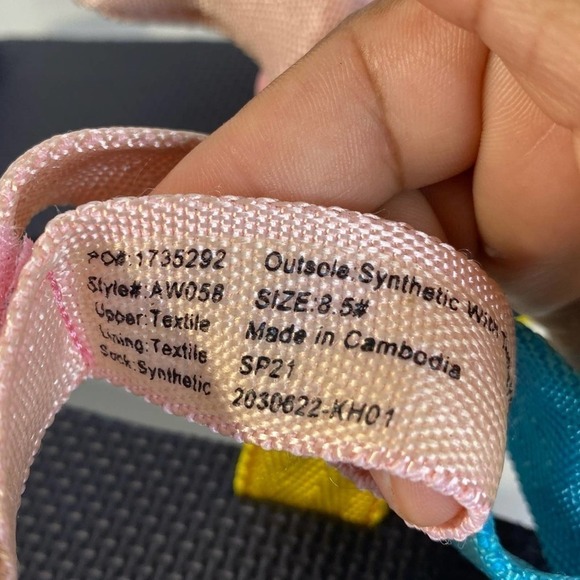 PO#:1735292
Style#:AW058
Upper:Textile
Lining:Textile
Sock:Synthetic
Outsole:Synthetic With
SIZE:8.5#
Made in Cambodia
SP21
2030622-KH01